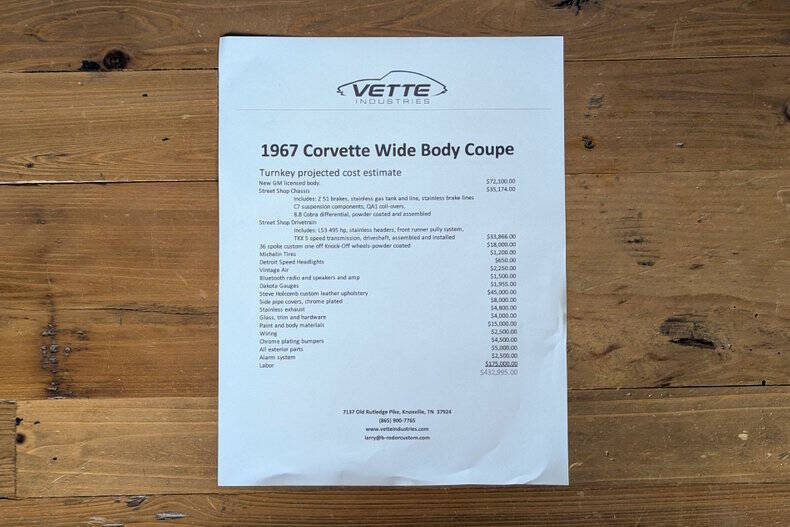 VETTE
INDUSTRIES
1967 Corvette Wide Body Coupe
Turnkey projected cost estimate
New GM licensed body. $72,100.00
Street Shop Chassis $35,174.00
Includes: Z 51 brakes, stainless gas tank and line, stainless brake lines
C7 suspension components, QA1 coil-overs,
8.8 Cobra differential, powder coated and assembled
Street Shop Drivetrain
Includes: LS3 495 hp, stainless headers, front runner pully system,
TKX 5 speed transmission, driveshaft, assembled and installed $33,866.00
36 spoke custom one off Knock-Off wheels-powder coated $18,000.00
Michelin Tires $1,200.00
Detroit Speed Headlights $650.00
Vintage Air $2,250.00
Bluetooth radio and speakers and amp $1,500.00
Dakota Gauges $1,955.00
Steve Holcomb custom leather upholstery $45,000.00
Side pipe covers, chrome plated $8,000.00
Stainless exhaust $4,800.00
Glass, trim and hardware $4,000.00
Paint and body materials $15,000.00
Wiring $2,500.00
Chrome plating bumpers $4,500.00
All exterior parts $5,000.00
Alarm system $2,500.00
Labor $175,000.00
$432,995.00
7137 Old Rutledge Pike, Knoxville, TN 37924
(865) 900-7765
www.vetteindustries.com
larry@b-rodorcustom.com